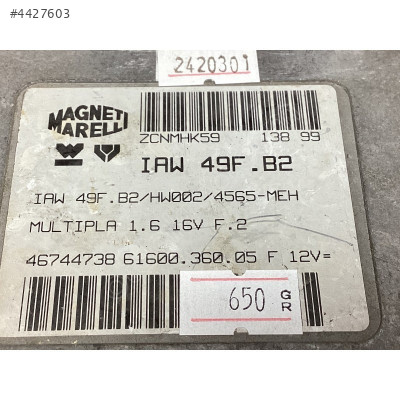 #4427603
2420301
MAGNETI
MARELLI
ZCNMHK59 138 99
IAW 49F.B2
IAW 49F.B2/HW002/4565-MEH
MULTIPLA 1.6 16V F.2
46744738 61600.360.05 F 12V=
650 GR